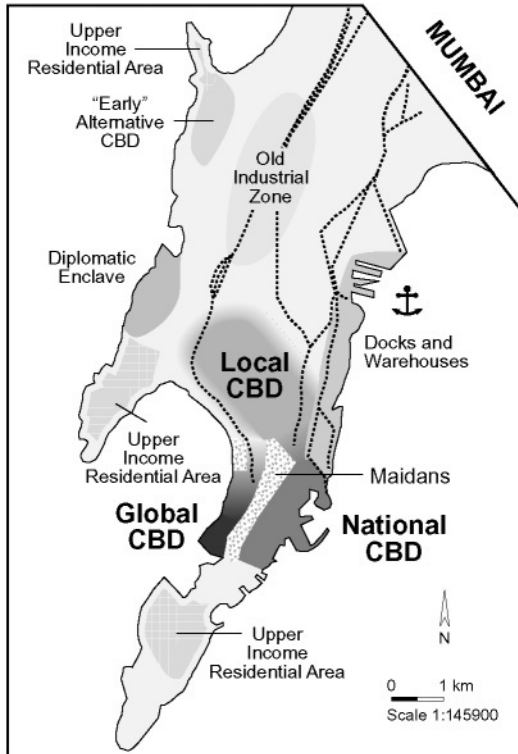 Upper
Income
Residential Area
MUMBAI
“Early”
Alternative
CBD
Old
Industrial
Zone
Diplomatic
Enclave
Docks and
Warehouses
Local
CBD
Upper
Income
Residential Area
Maidans
Global
CBD
National
CBD
Upper
Income
Residential Area
N
0 1 km
Scale 1:145900